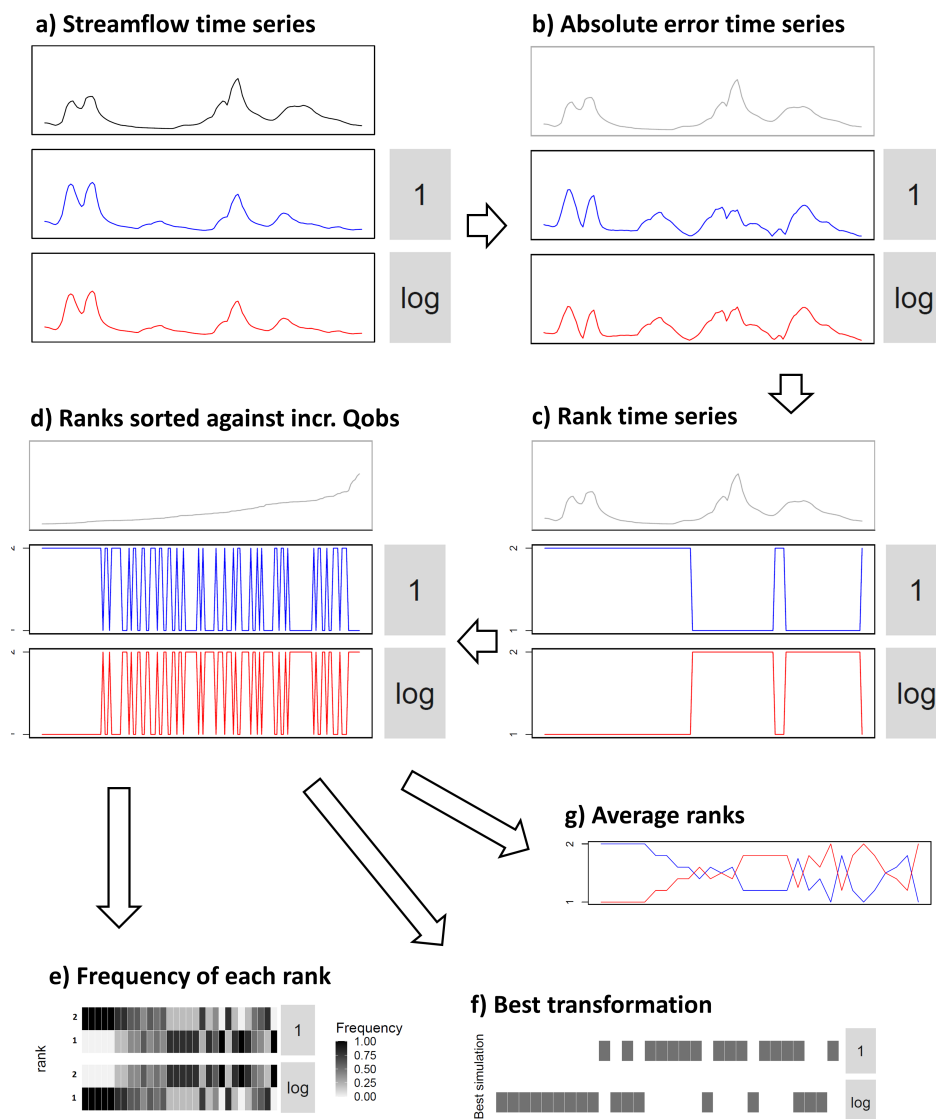 a) Streamflow time series
b) Absolute error time series
1
log
1
log
d) Ranks sorted against incr. Qobs
c) Rank time series
2
1
1
2
1
log
2
1
1
2
1
log
g) Average ranks
2
1
e) Frequency of each rank
f) Best transformation
rank
2
1
1
2
1
log
Frequency
1.00
0.75
0.50
0.25
0.00
Best simulation
1
log